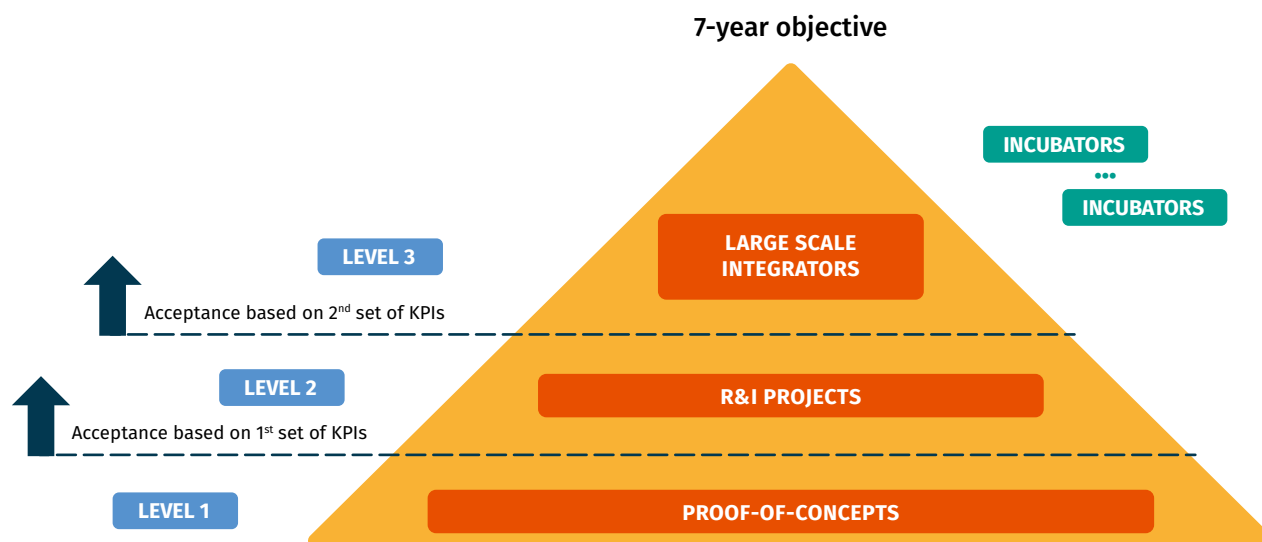 7-year objective
INCUBATORS
...
INCUBATORS
LARGE SCALE
INTEGRATORS
LEVEL 3
Acceptance based on 2nd set of KPIs
LEVEL 2
R&I PROJECTS
Acceptance based on 1st set of KPIs
LEVEL 1
PROOF-OF-CONCEPTS